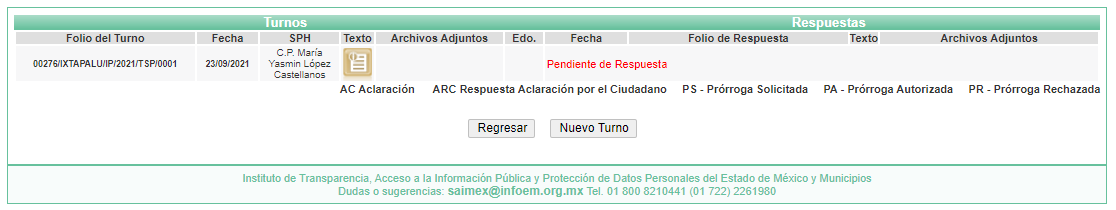 Turnos Respuestas
Folio del Turno Fecha SPH Texto Archivos Adjuntos Edo. Fecha Folio de Respuesta Texto Archivos Adjuntos
00276/IXTAPALU/IP/2021/TSP/0001 23/09/2021 C.P. María
Yasmin López
Castellanos
Pendiente de Respuesta
AC Aclaración ARC Respuesta Aclaración por el Ciudadano PS - Prórroga Solicitada PA - Prórroga Autorizada PR - Prórroga Rechazada
Regresar Nuevo Turno
Instituto de Transparencia, Acceso a la Información Pública y Protección de Datos Personales del Estado de México y Municipios
Dudas o sugerencias: saimex@infoem.org.mx Tel. 01 800 8210441 (01 722) 2261980